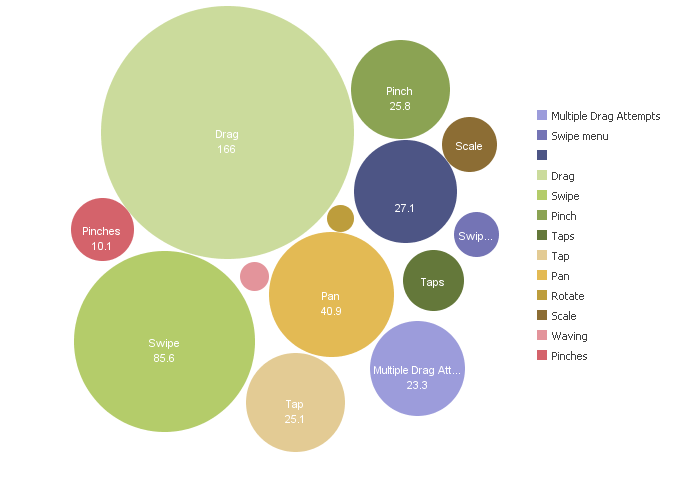 Drag
166
Pinch
25.8
Scale
27.1
Pinches
10.1
Swip...
Taps
Pan
40.9
Swipe
85.6
Multiple Drag Att...
23.3
Tap
25.1
Multiple Drag Attempts
Swipe menu
Drag
Swipe
Pinch
Taps
Tap
Pan
Rotate
Scale
Waving
Pinches